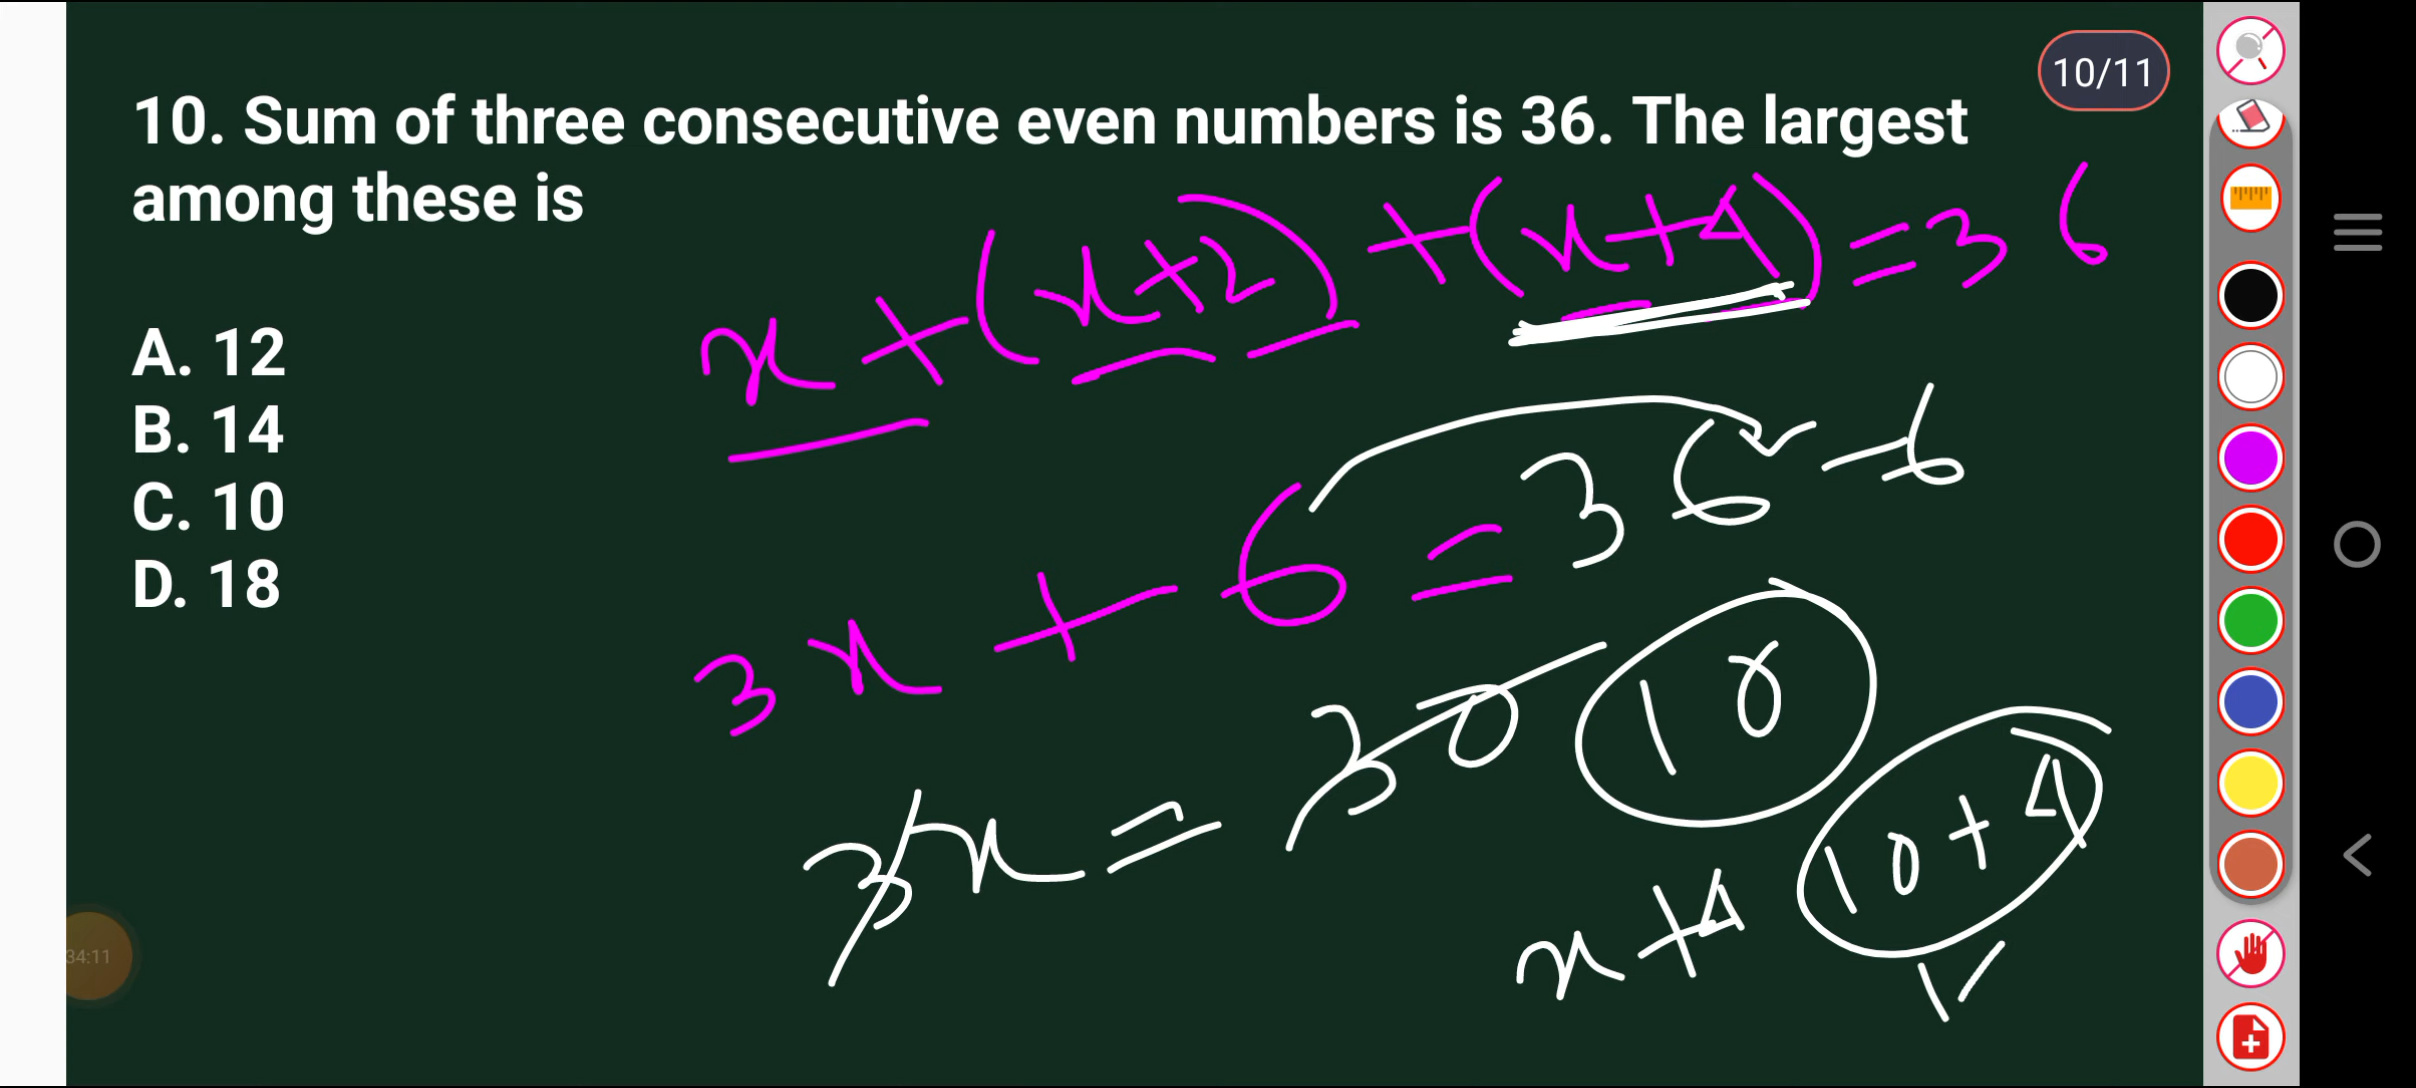 10/11
10. Sum of three consecutive even numbers is 36. The largest
among these is
x+(x+2)+(x+4)=36
A. 12
B. 14
C. 10
D. 18
3x+6=36-6
3x=30 10
x+4 10+4
34:11